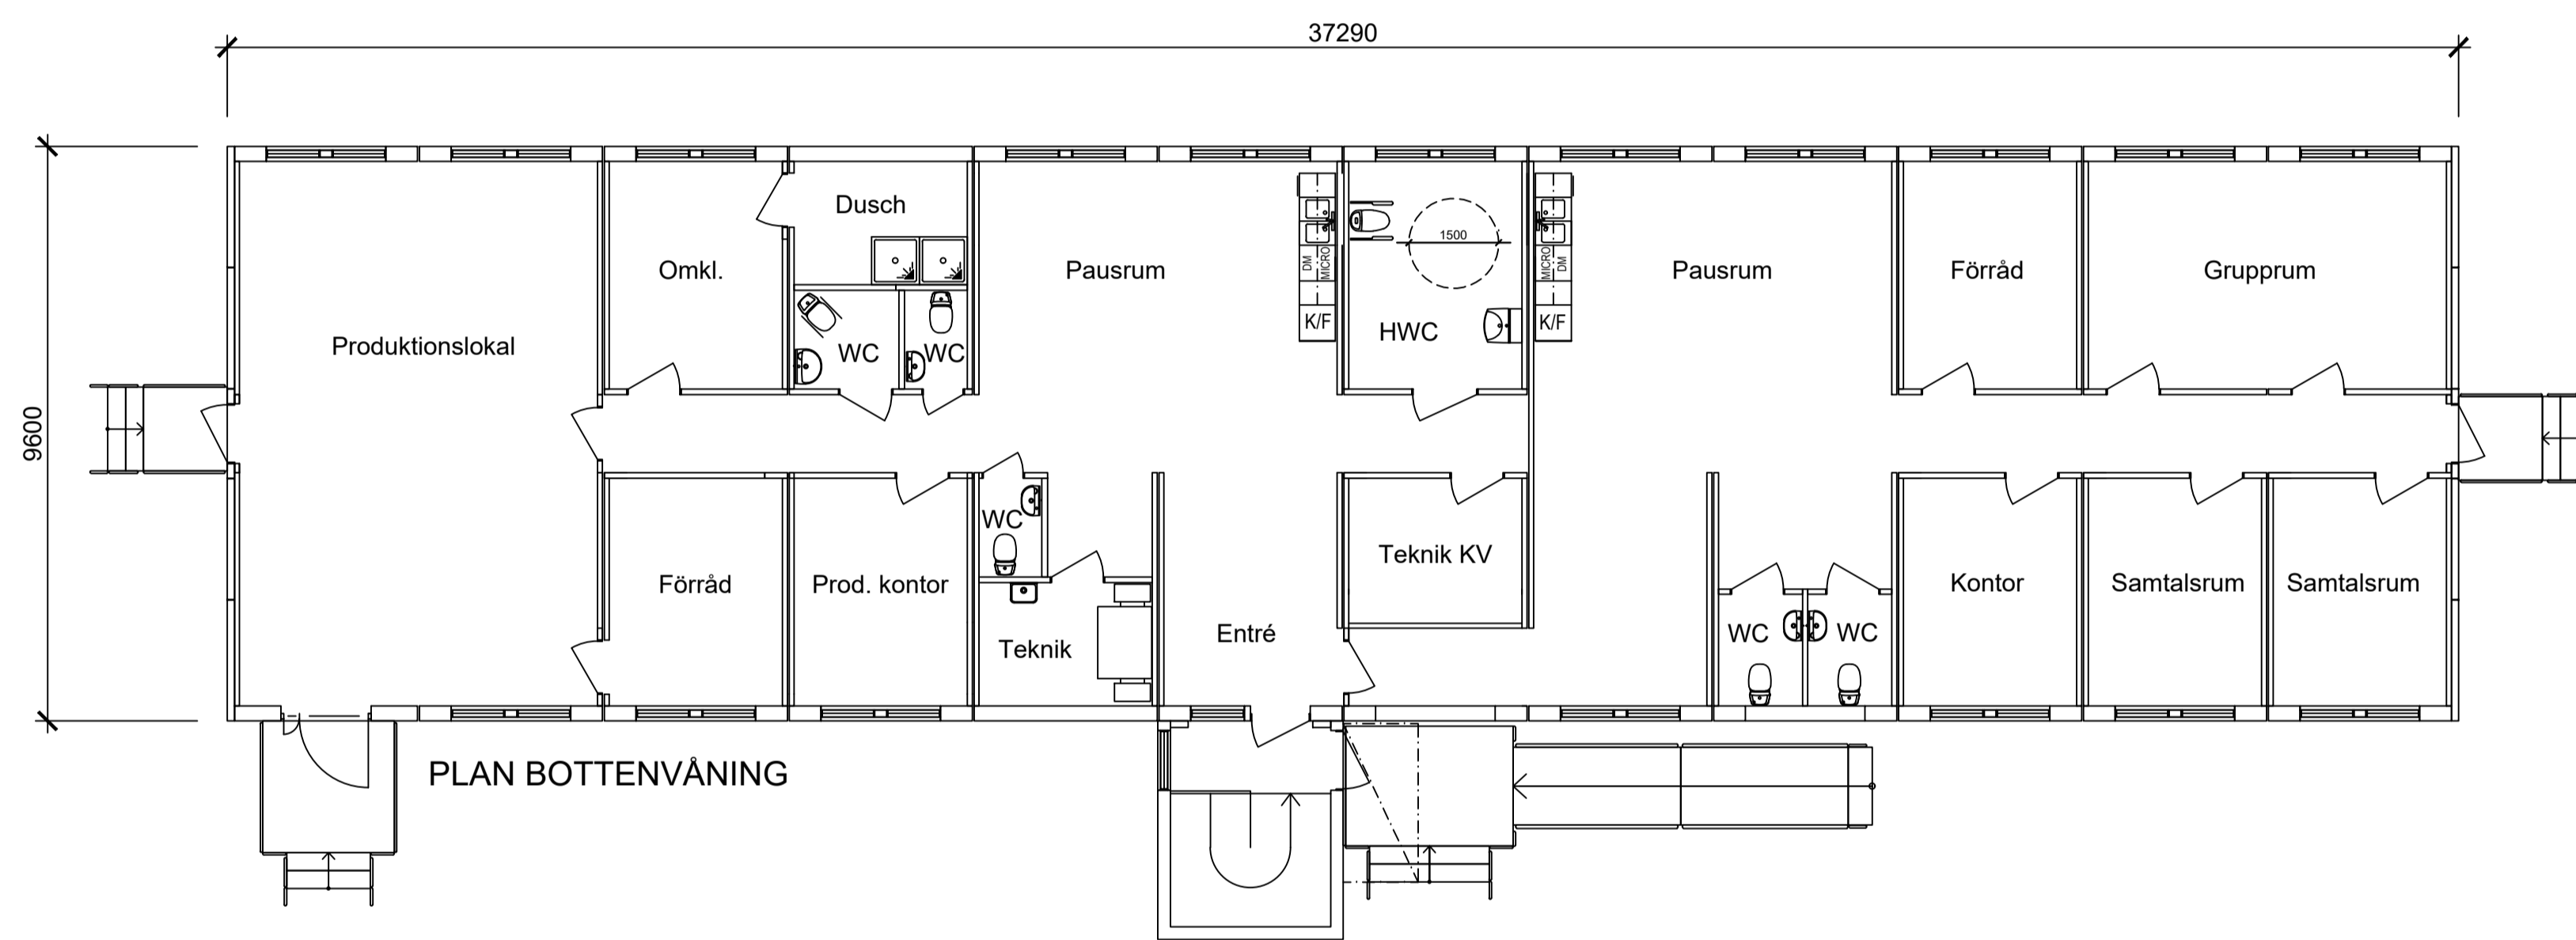 37290
9600
Dusch
Omkl.
Pausrum
1500
Pausrum
Förråd
Grupprum
DM
MICRO
MICRO
DM
K/F
K/F
HWC
Produktionslokal
WC
WC
WC
Teknik KV
Förråd
Prod. kontor
Kontor
Samtalsrum
Samtalsrum
Entré
WC
WC
Teknik
PLAN BOTTENVÅNING